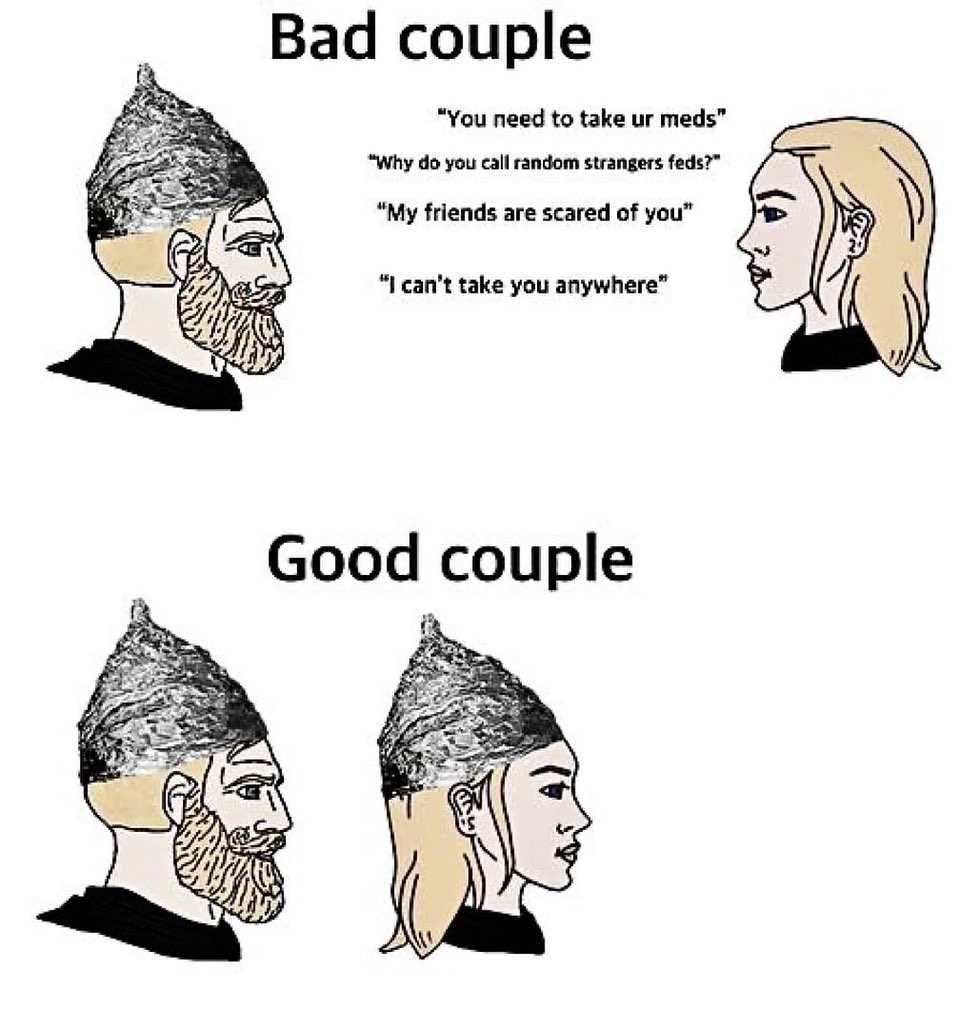 Bad couple
“You need to take ur meds”
“Why do you call random strangers feds?”
“My friends are scared of you”
“I can't take you anywhere”
Good couple